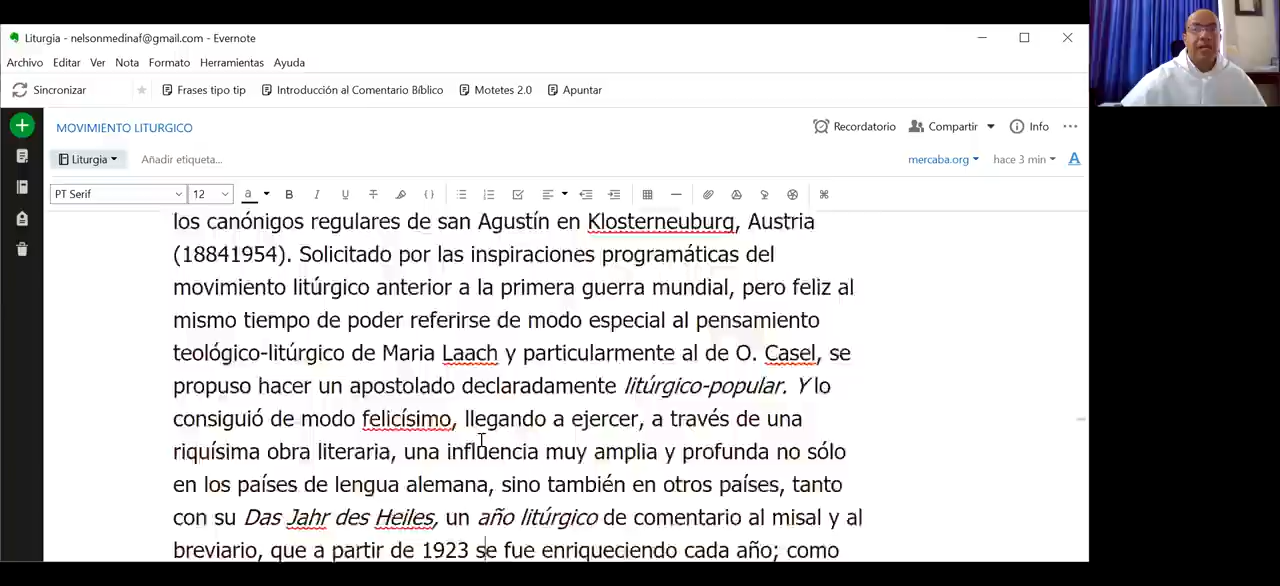 Liturgia - nelsonmedinaf@gmail.com - Evernote
Archivo Editar Ver Nota Formato Herramientas Ayuda
Sincronizar Frases tipo tip Introducción al Comentario Bíblico Motetes 2.0 Apuntar
MOVIMIENTO LITURGICO Recordatorio Compartir Info
Liturgia Añadir etiqueta... mercaba.org hace 3 min A
PT Serif 12 a B I U T
los canónigos regulares de san Agustín en Klosterneuburg, Austria
(18841954). Solicitado por las inspiraciones programáticas del
movimiento litúrgico anterior a la primera guerra mundial, pero feliz al
mismo tiempo de poder referirse de modo especial al pensamiento
teológico-litúrgico de Maria Laach y particularmente al de O. Casel, se
propuso hacer un apostolado declaradamente litúrgico-popular. Y lo
consiguió de modo felicísimo, llegando a ejercer, a través de una
riquísima obra literaria, una influencia muy amplia y profunda no sólo
en los países de lengua alemana, sino también en otros países, tanto
con su Das Jahr des Heiles, un año litúrgico de comentario al misal y al
breviario, que a partir de 1923 se fue enriqueciendo cada año; como